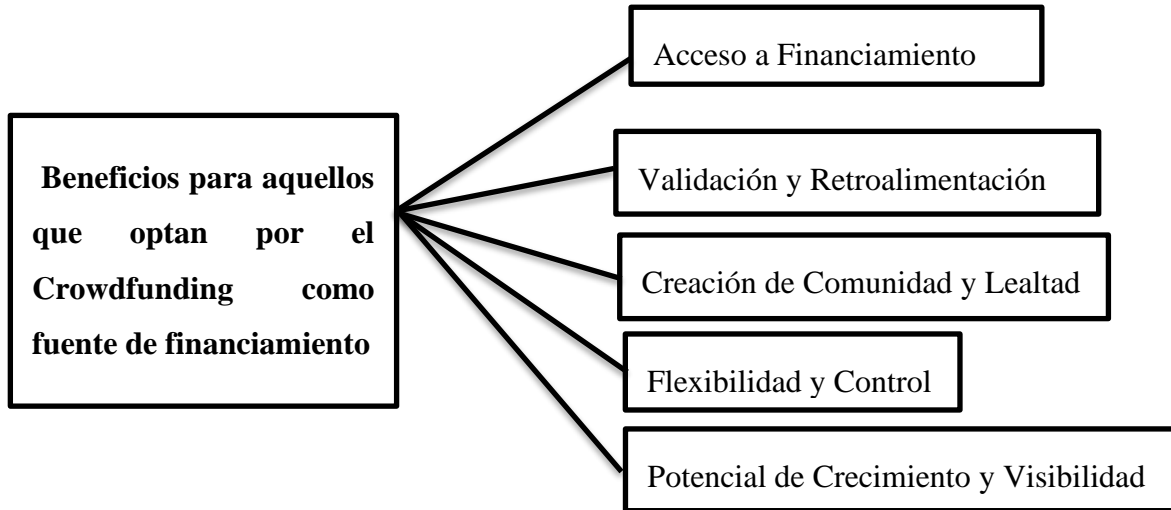 Beneficios para aquellos
que optan por el
Crowdfunding como
fuente de financiamiento
Acceso a Financiamiento
Validación y Retroalimentación
Creación de Comunidad y Lealtad
Flexibilidad y Control
Potencial de Crecimiento y Visibilidad